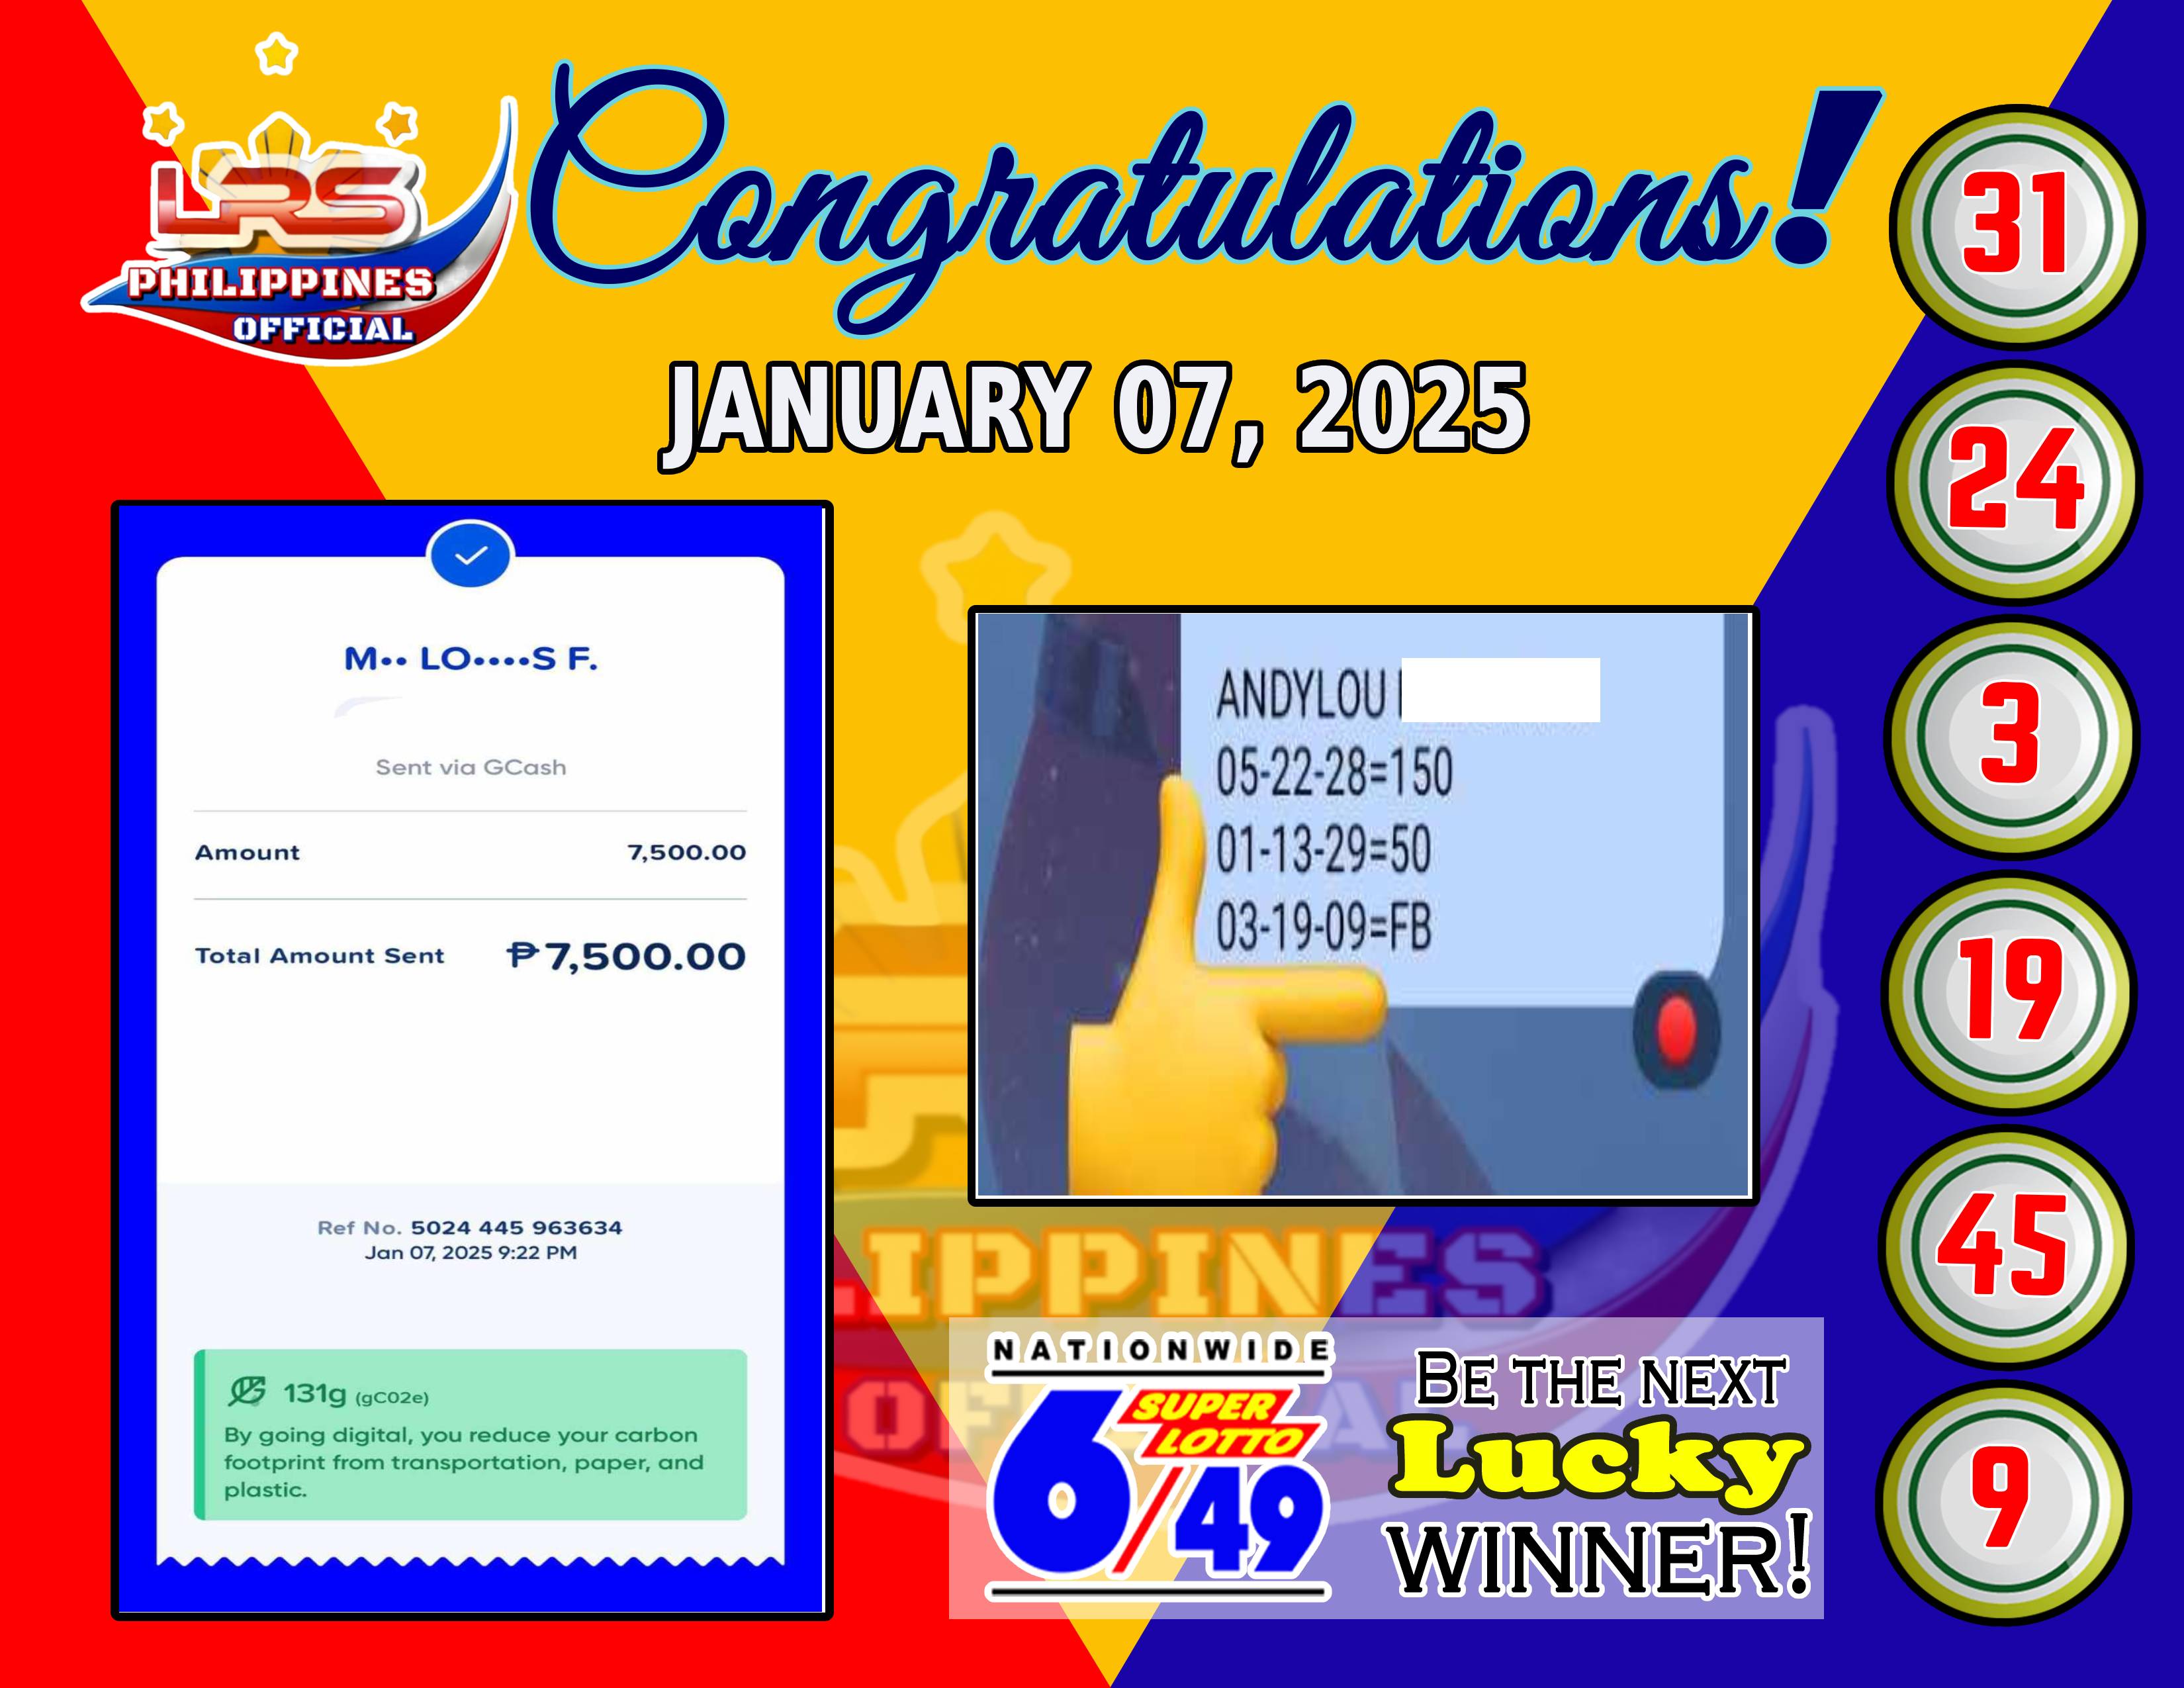 LRS
PHILIPPINES
OFFICIAL
Congratulations!
JANUARY 07, 2025
M•• LO•••••S F.
Sent via GCash
Amount 7,500.00
Total Amount Sent ₱7,500.00
Ref No. 5024 445 963634
Jan 07, 2025 9:22 PM
131g (gCO2e)
By going digital, you reduce your carbon
footprint from transportation, paper, and
plastic.
ANDYLOU
05-22-28=150
01-13-29=50
03-19-09=FB
LIPPINES
NATIONWIDE
SUPER
LOTTO
6/49
BE THE NEXT
Lucky
WINNER!
31
24
3
19
45
9